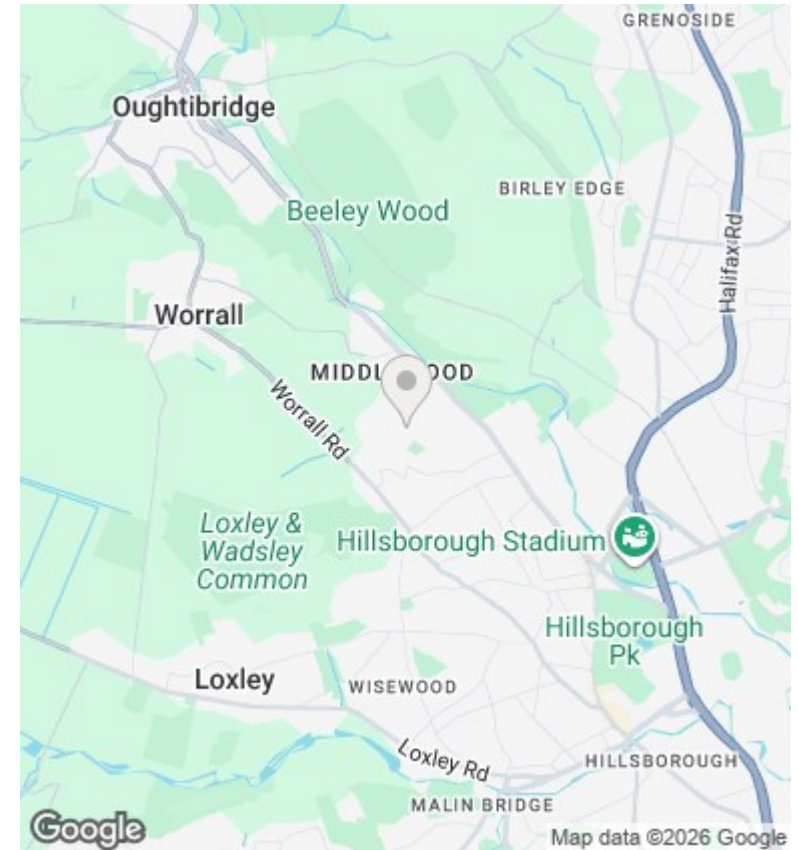 GRENOSIDE
Oughtibridge
BIRLEY EDGE
Beeley Wood
Halifax Rd
Worrall
Worrall Rd
Loxley &
Wadsley
Common
Hillsborough Stadium
Hillsborough
Pk
Loxley
WISEWOOD
Loxley Rd
HILLSBOROUGH
MALIN BRIDGE
Google
Map data ©2026 Google